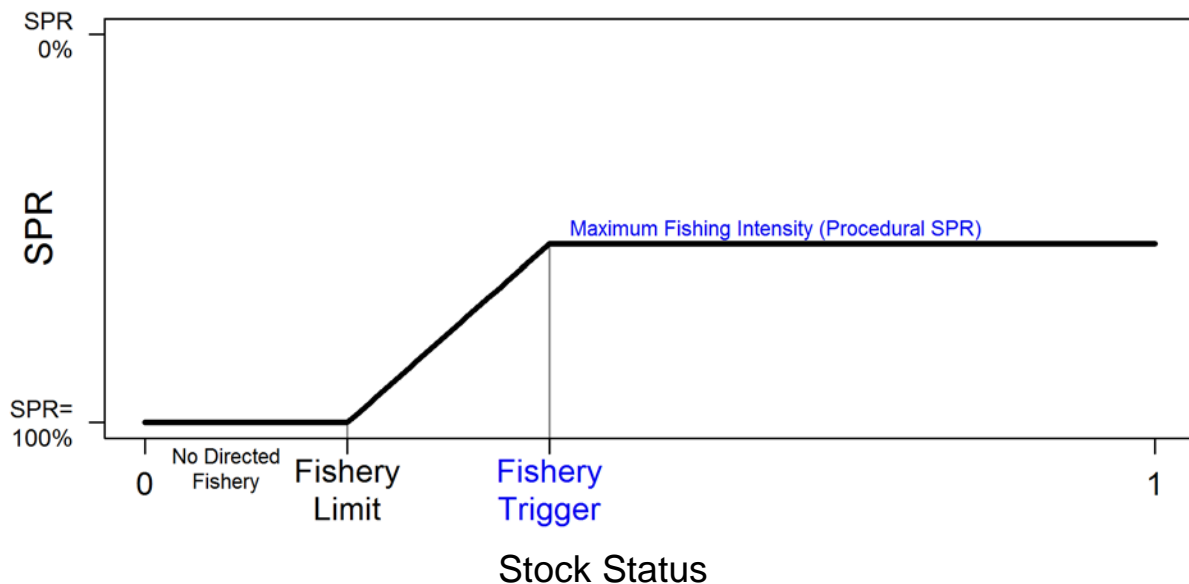 SPR
0%
SPR
Maximum Fishing Intensity (Procedural SPR)
SPR=
100%
0
No Directed
Fishery
Fishery
Limit
Fishery
Trigger
1
Stock Status